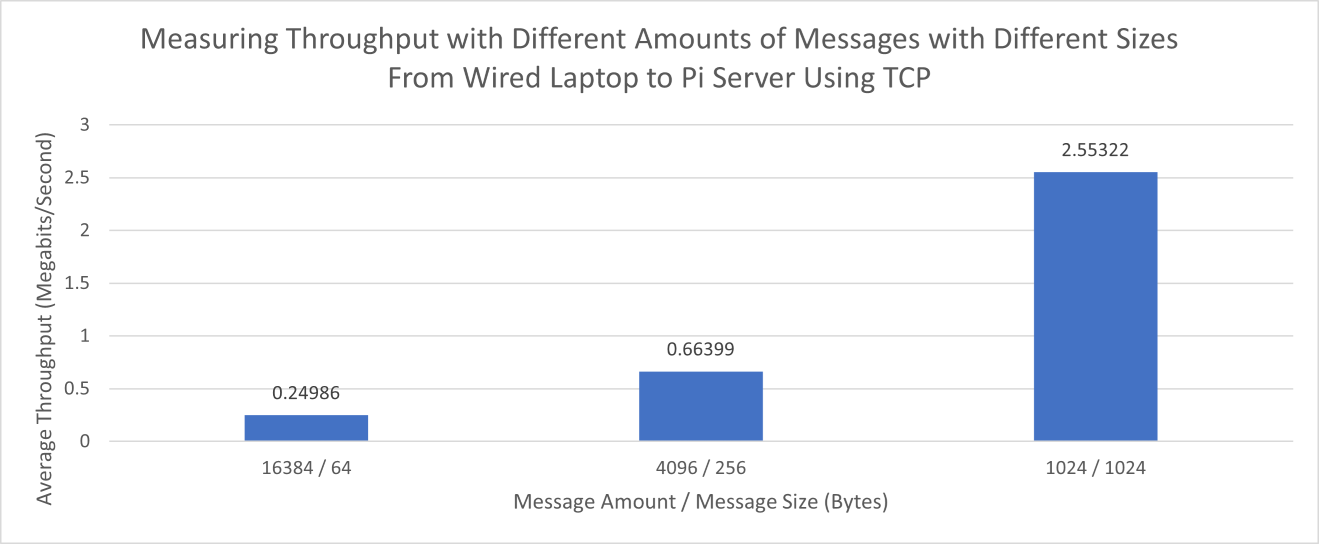 Measuring Throughput with Different Amounts of Messages with Different Sizes
From Wired Laptop to Pi Server Using TCP
Average Throughput (Megabits/Second)
3
2.5
2
1.5
1
0.5
0
0.24986
0.66399
2.55322
16384 / 64
4096 / 256
1024 / 1024
Message Amount / Message Size (Bytes)